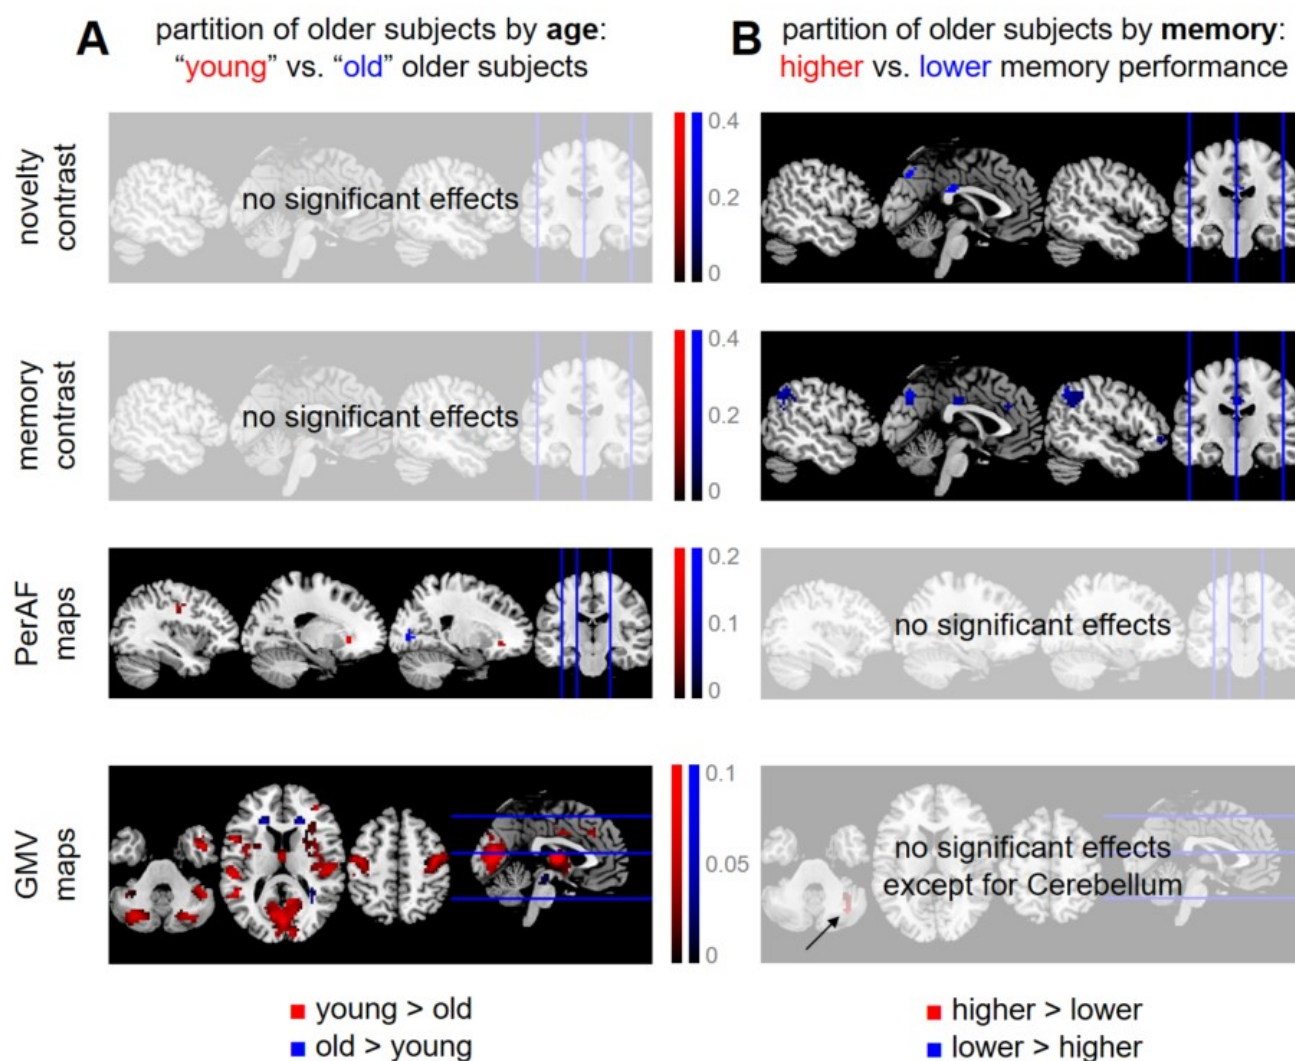 A
partition of older subjects by age:
“young” vs. “old” older subjects
B
partition of older subjects by memory:
higher vs. lower memory performance
novelty
contrast
no significant effects
0.4
0.2
0
memory
contrast
no significant effects
0.4
0.2
0
PerAF
maps
0.2
0.1
0
no significant effects
GMV
maps
0.1
0.05
0
no significant effects
except for Cerebellum
young > old
old > young
higher > lower
lower > higher